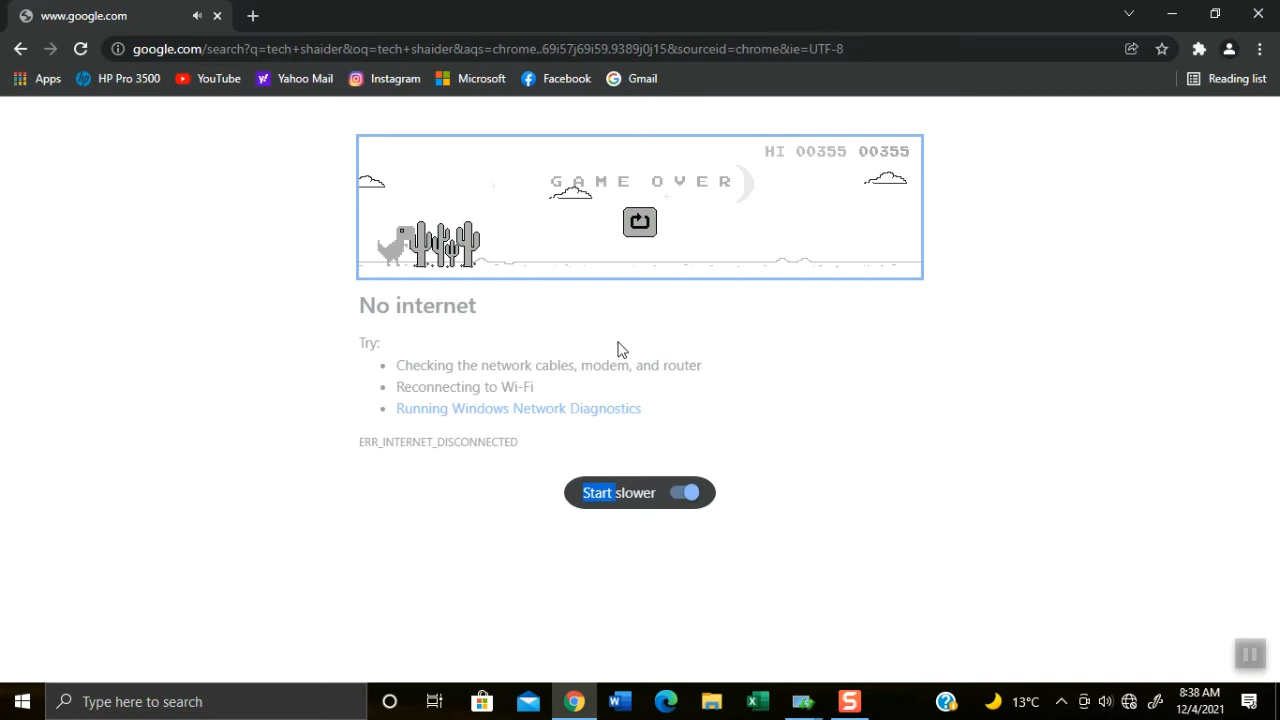 www.google.com
google.com/search?q=tech+shaider&oq=tech+shaider&aqs=chrome..69i57j69i59.9389j0j15&sourceid=chrome&ie=UTF-8
Apps HP Pro 3500 YouTube Yahoo Mail Instagram Microsoft Facebook Gmail Reading list
HI 00355 00355
GAME OVER
No internet
Try:
• Checking the network cables, modem, and router
• Reconnecting to Wi-Fi
• Running Windows Network Diagnostics
ERR_INTERNET_DISCONNECTED
Start slower
Type here to search 13°C 8:38 AM
12/4/2021